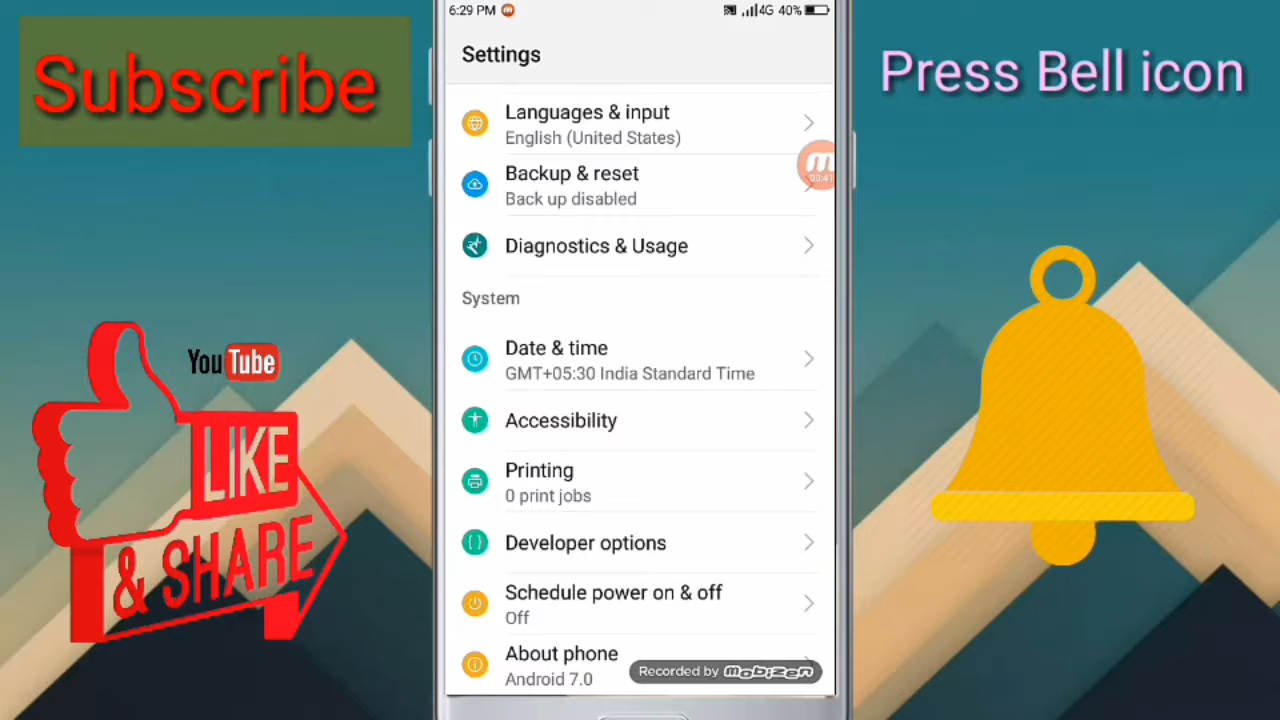 Subscribe
YouTube
LIKE
& SHARE
6:29 PM
4G 40%
Settings
Languages & input
English (United States)
00:41
Backup & reset
Back up disabled
Diagnostics & Usage
System
Date & time
GMT+05:30 India Standard Time
Accessibility
Printing
0 print jobs
Developer options
Schedule power on & off
Off
About phone
Android 7.0
Recorded by mobizen
Press Bell icon